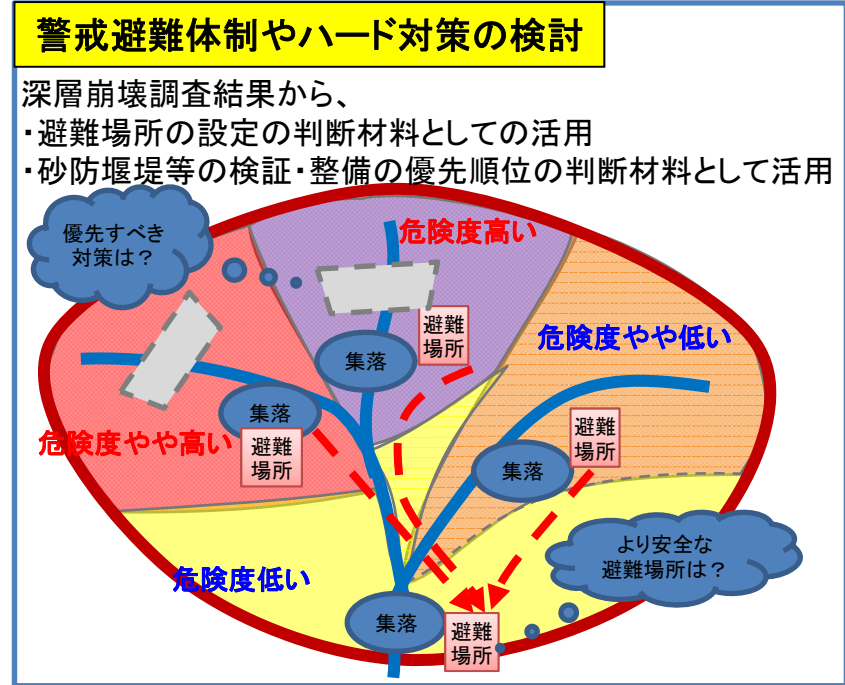 警戒避難体制やハード対策の検討
深層崩壊調査結果から、
・避難場所の設定の判断材料としての活用
・砂防堰堤等の検証・整備の優先順位の判断材料として活用
優先すべき
対策は？
危険度高い
避難
場所
集落
危険度やや低い
集落
危険度やや高い
避難
場所
避難
場所
集落
より安全な
避難場所は？
危険度低い
集落
避難
場所